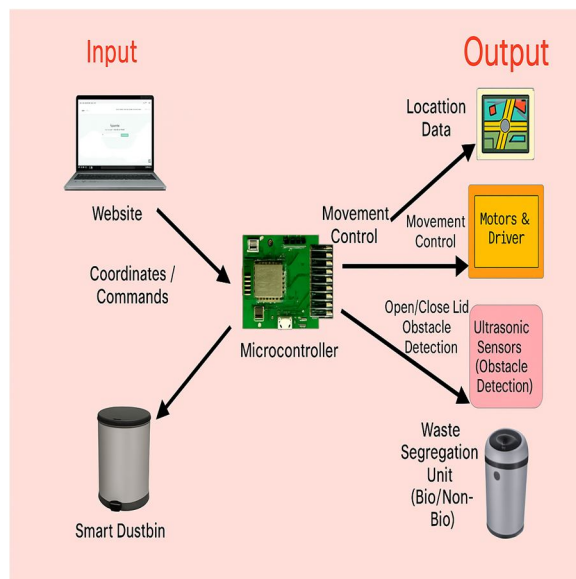 Input
Output
Locattion
Data
Website
Movement
Control
Movement
Control
Motors &
Driver
Coordinates /
Commands
Microcontroller
Open/Close Lid
Obstacle
Detection
Ultrasonic
Sensors
(Obstacle
Detection)
Smart Dustbin
Waste
Segregation
Unit
(Bio/Non-
Bio)